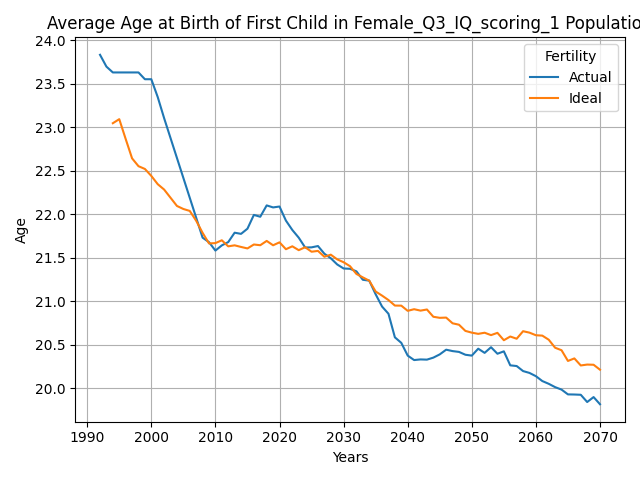 Average Age at Birth of First Child in Female_Q3_IQ_scoring_1 Populatio
24.0
23.5
23.0
22.5
22.0
21.5
21.0
20.5
20.0
Age
Fertility
Actual
Ideal
1990 2000 2010 2020 2030 2040 2050 2060 2070
Years